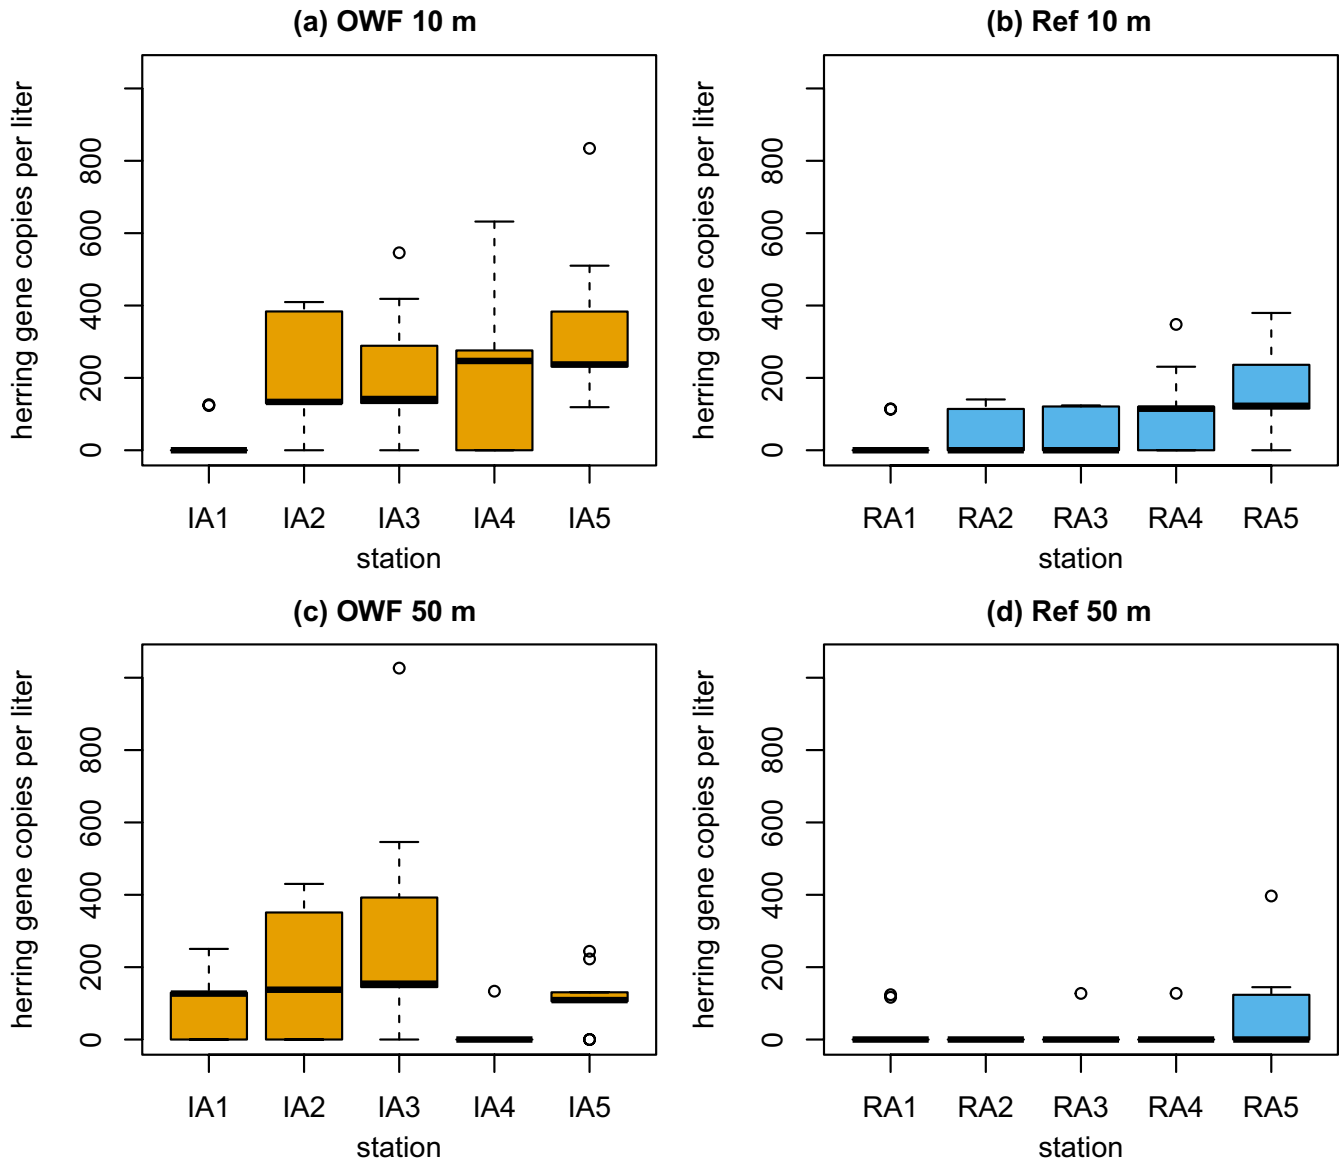 (a) OWF 10 m
herring gene copies per liter
800
600
400
200
0
IA1 IA2 IA3 IA4 IA5
station
(b) Ref 10 m
herring gene copies per liter
800
600
400
200
0
RA1 RA2 RA3 RA4 RA5
station
(c) OWF 50 m
herring gene copies per liter
800
600
400
200
0
IA1 IA2 IA3 IA4 IA5
station
(d) Ref 50 m
herring gene copies per liter
800
600
400
200
0
RA1 RA2 RA3 RA4 RA5
station